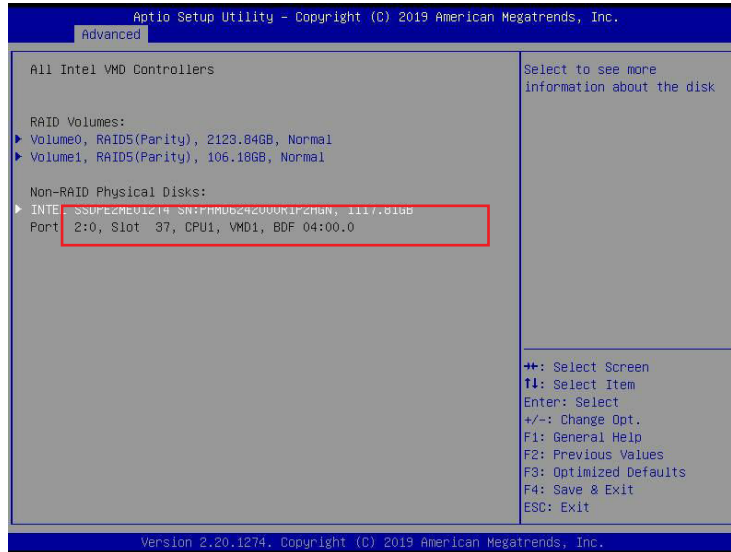 Aptio Setup Utility – Copyright (C) 2019 American Megatrends, Inc.
Advanced
All Intel VMD Controllers
RAID Volumes:
Volume0, RAID5(Parity), 2123.84GB, Normal
Volume1, RAID5(Parity), 106.18GB, Normal
Non-RAID Physical Disks:
INTEL SSDPE2ME012T4 SN:PHMD6242000R1P2HGN, 1117.81GB
Port 2:0, Slot 37, CPU1, VMD1, BDF 04:00.0
Select to see more
information about the disk
→←: Select Screen
↑↓: Select Item
Enter: Select
+/-: Change Opt.
F1: General Help
F2: Previous Values
F3: Optimized Defaults
F4: Save & Exit
ESC: Exit
Version 2.20.1274. Copyright (C) 2019 American Megatrends, Inc.